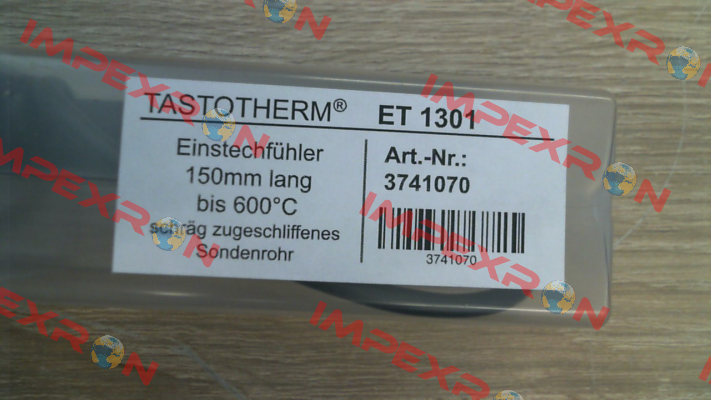 TASTOTHERM® ET 1301
Einstechfühler
150mm lang
bis 600°C
schräg zugeschliffenes
Sondenrohr
Art.-Nr.:
3741070
3741070
IMPEXRON
IMPEXRON
IMPEXRON
IMPEXRON
IMPEXRON
IMPEXRON
IMPEXRON